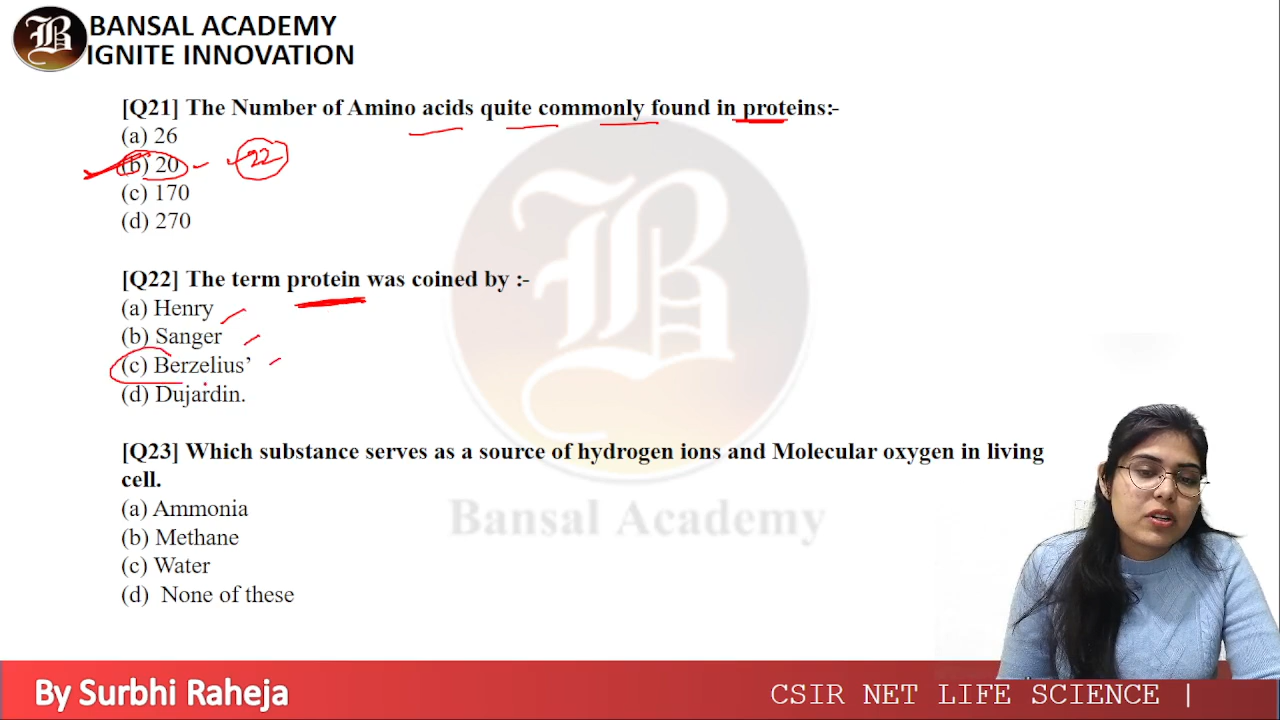 BANSAL ACADEMY
IGNITE INNOVATION
[Q21] The Number of Amino acids quite commonly found in proteins:-
(a) 26
(b) 20 22
(c) 170
(d) 270
[Q22] The term protein was coined by :-
(a) Henry
(b) Sanger
(c) Berzelius’
(d) Dujardin.
[Q23] Which substance serves as a source of hydrogen ions and Molecular oxygen in living
cell.
(a) Ammonia
(b) Methane
(c) Water
(d) None of these
Bansal Academy
By Surbhi Raheja
CSIR NET LIFE SCIENCE |